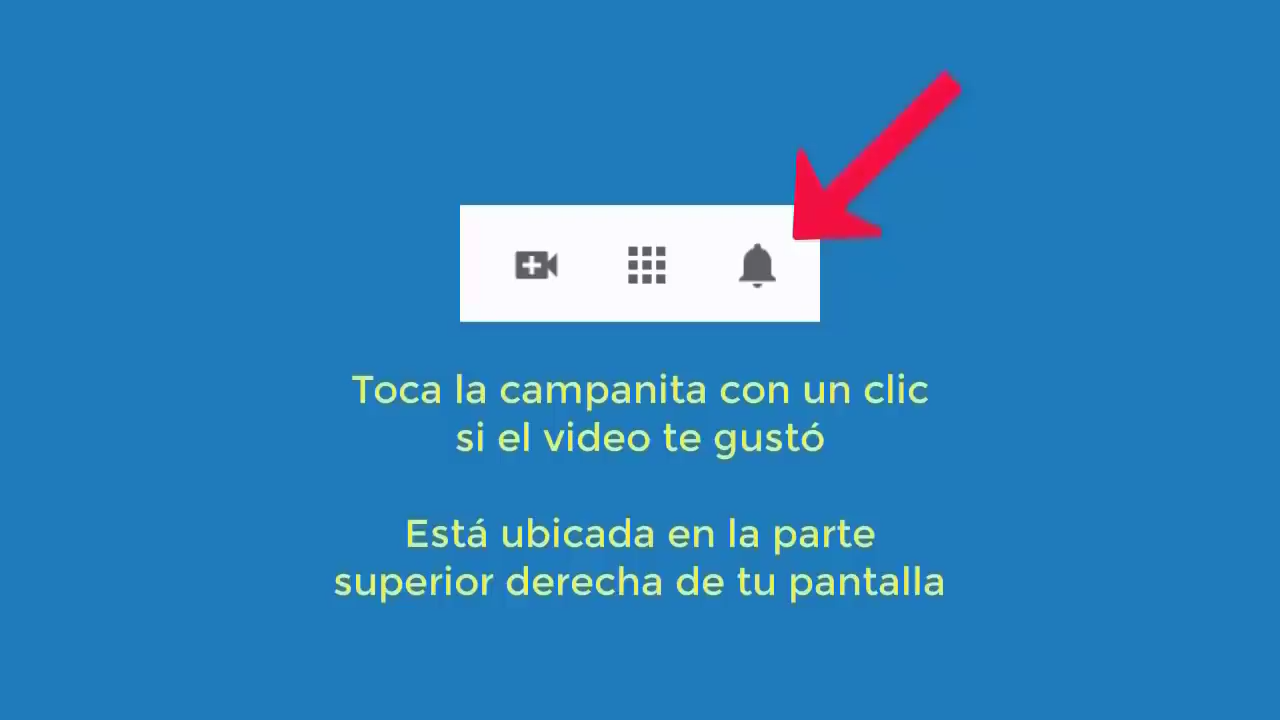 Toca la campanita con un clic
si el video te gustó
Está ubicada en la parte
superior derecha de tu pantalla